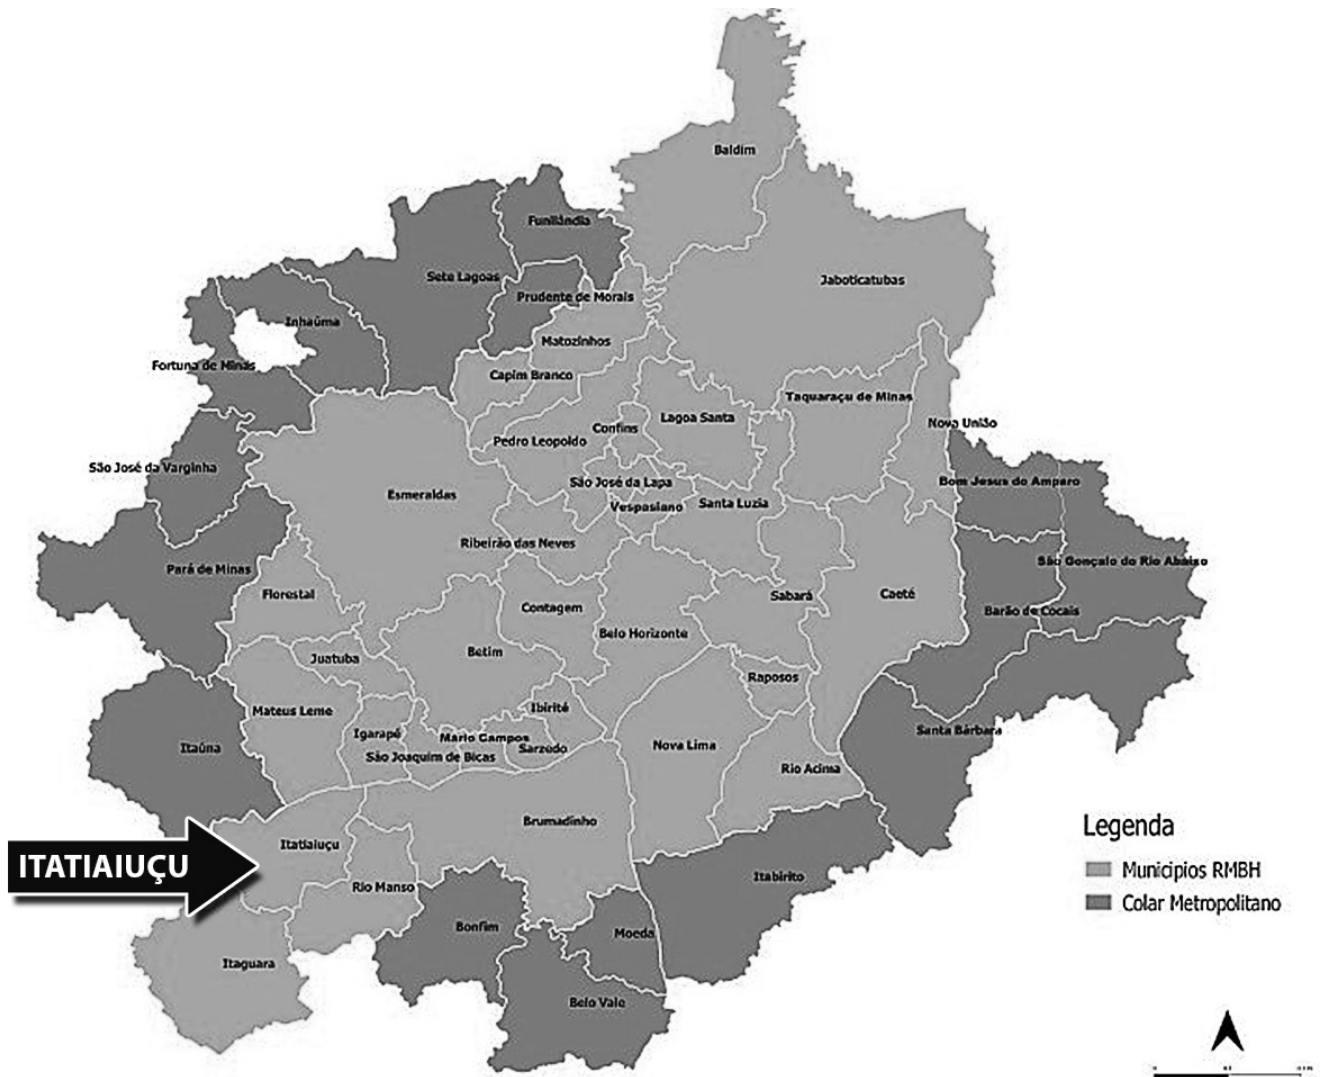 Baldim
Funilândia
Sete Lagoas
Jaboticatubas
Prudente de Morais
Inhaúma
Matozinhos
Fortuna de Minas
Capim Branco
Taquaraçu de Minas
Lagoa Santa
Nova União
Confins
Pedro Leopoldo
São José da Varginha
Bom Jesus do Amparo
São José da Lapa
Esmeraldas
Santa Luzia
Vespasiano
Ribeirão das Neves
São Gonçalo do Rio Abaixo
Pará de Minas
Florestal
Sabará
Caeté
Contagem
Barão de Cocais
Belo Horizonte
Betim
Juatuba
Raposos
Ibirité
Mateus Leme
Santa Bárbara
Igarapé
Mario Campos
Itaúna
Sarzedo
Nova Lima
São Joaquim de Bicas
Rio Acima
Brumadinho
Legenda
Itatiaiuçu
ITATIAIUÇU
Municipios RMBH
Itabirito
Rio Manso
Colar Metropolitano
Bonfim
Moeda
Itaguara
Belo Vale